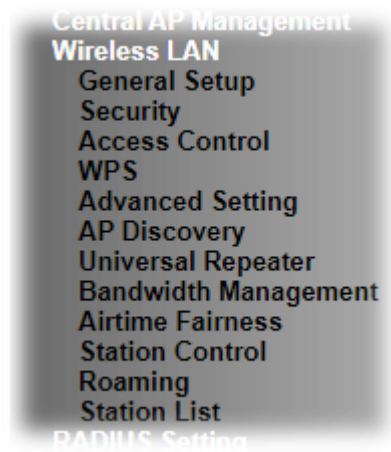 Central AP Management
Wireless LAN
General Setup
Security
Access Control
WPS
Advanced Setting
AP Discovery
Universal Repeater
Bandwidth Management
Airtime Fairness
Station Control
Roaming
Station List
RADIUS Setting